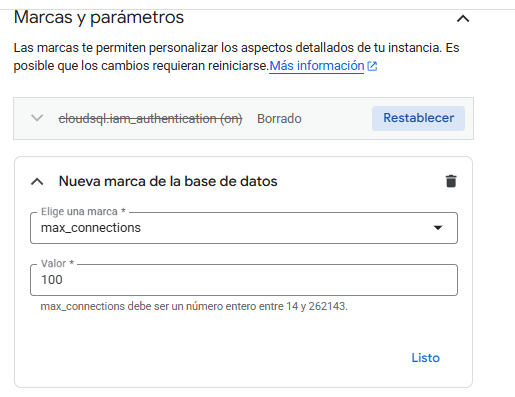 Marcas y parámetros
Las marcas te permiten personalizar los aspectos detallados de tu instancia. Es
posible que los cambios requieran reiniciarse.Más información
cloudsql.iam_authentication (on) Borrado Restablecer
Nueva marca de la base de datos
Elige una marca *
max_connections
Valor *
100
max_connections debe ser un número entero entre 14 y 262143.
Listo